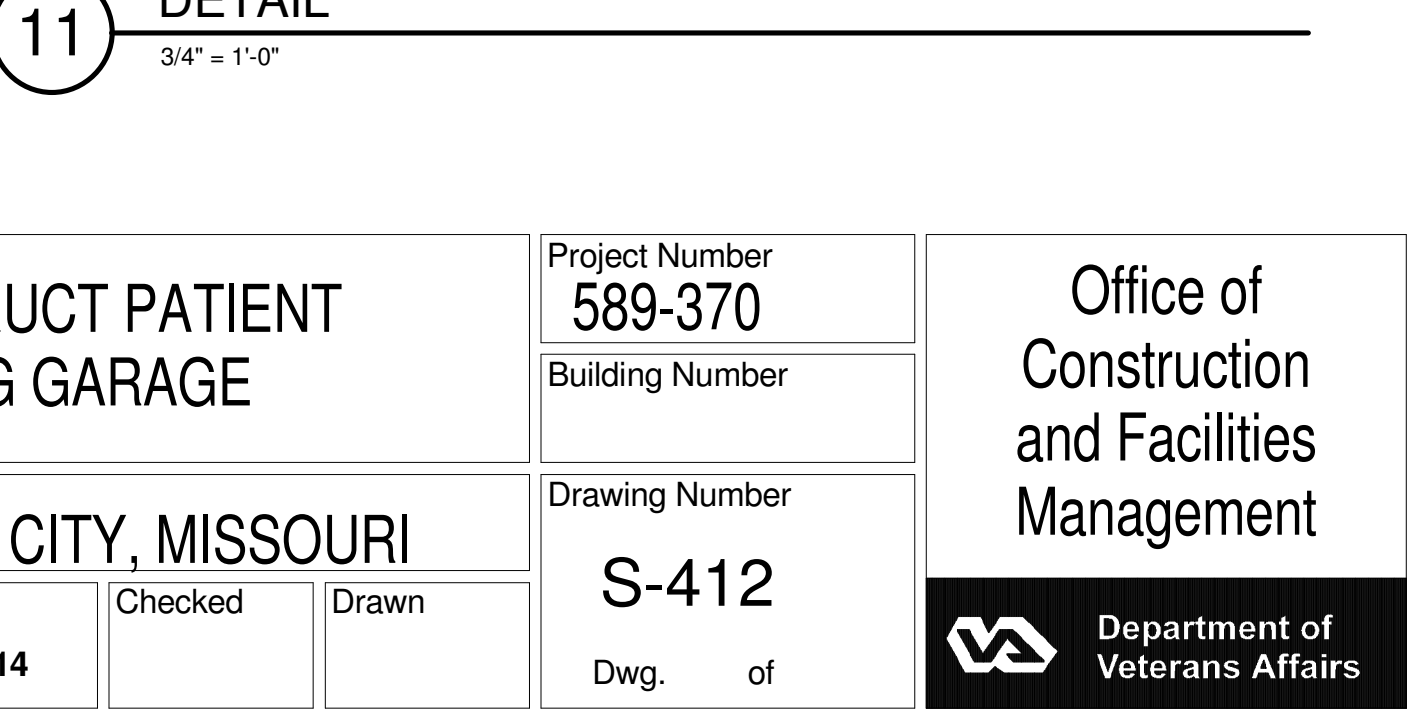 11
DETAIL
3/4" = 1'-0"
UCT PATIENT
GARAGE
Project Number
589-370
Building Number
Office of
Construction
and Facilities
Management
CITY, MISSOURI
Drawing Number
S-412
Dwg. of
14
Checked
Drawn
Department of
Veterans Affairs